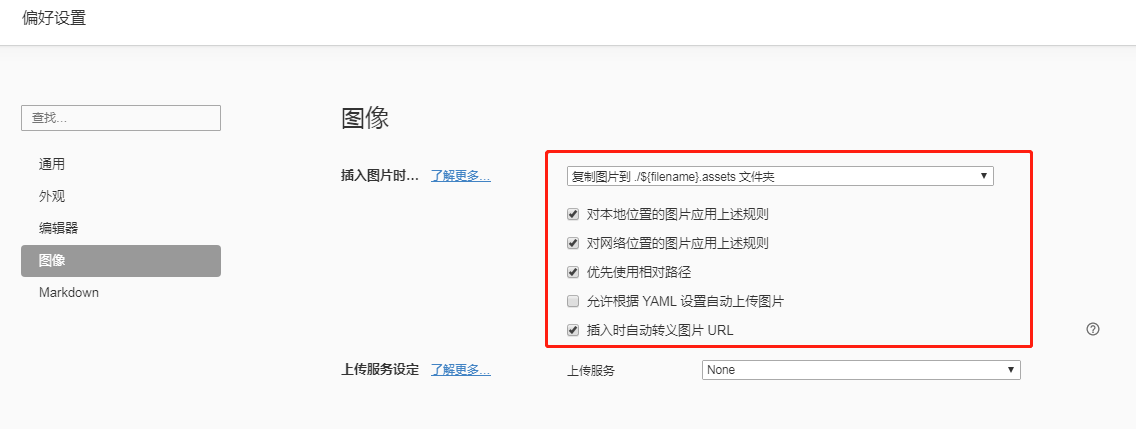 偏好设置
查找...
通用
外观
编辑器
图像
Markdown
图像
插入图片时... 了解更多... 复制图片到 ./${filename}.assets 文件夹
对本地位置的图片应用上述规则
对网络位置的图片应用上述规则
优先使用相对路径
允许根据 YAML 设置自动上传图片
插入时自动转义图片 URL
上传服务设定 了解更多... 上传服务 None